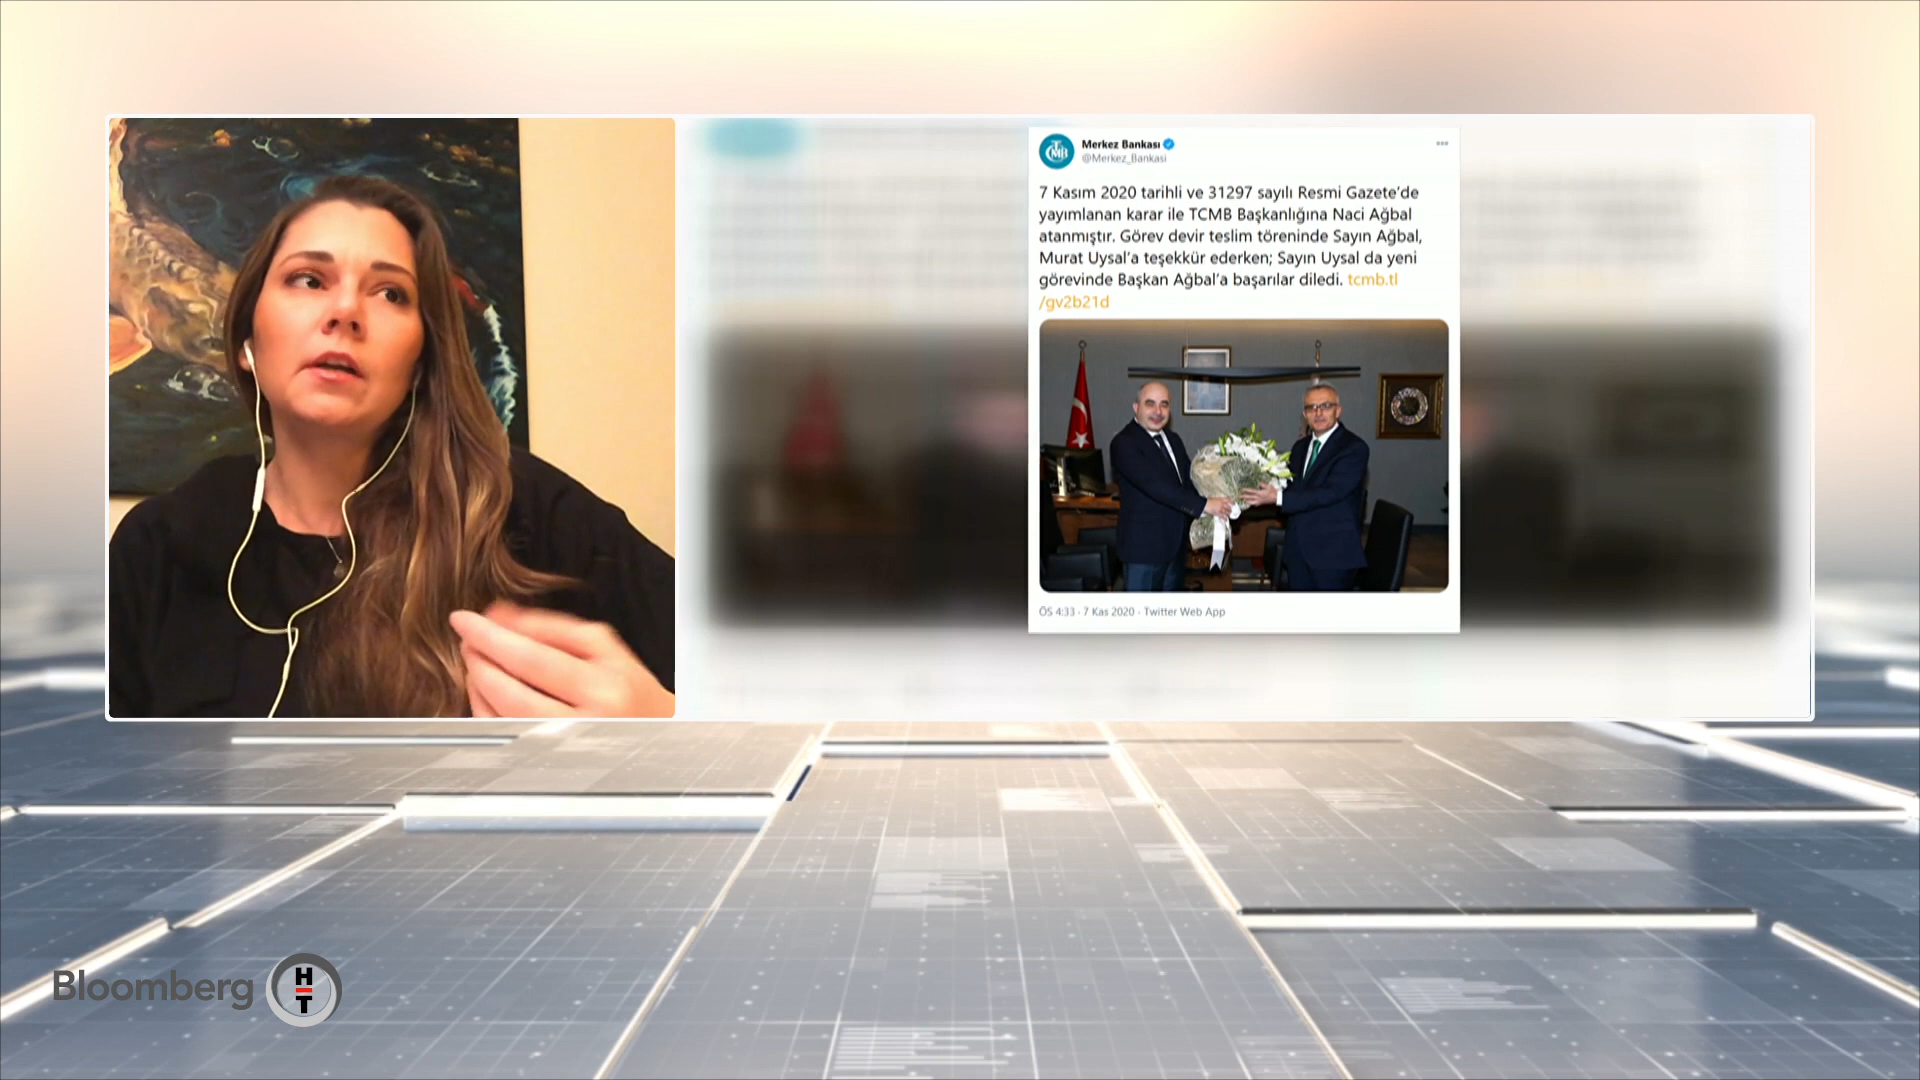 Merkez Bankası
@Merkez_Bankasi
7 Kasım 2020 tarihli ve 31297 sayılı Resmi Gazete'de
yayımlanan karar ile TCMB Başkanlığına Naci Ağbal
atanmıştır. Görev devir teslim töreninde Sayın Ağbal,
Murat Uysal'a teşekkür ederken; Sayın Uysal da yeni
görevinde Başkan Ağbal'a başarılar diledi. tcmb.tl
/gv2b21d
ÖS 4:33 · 7 Kas 2020 · Twitter Web App
Bloomberg HT